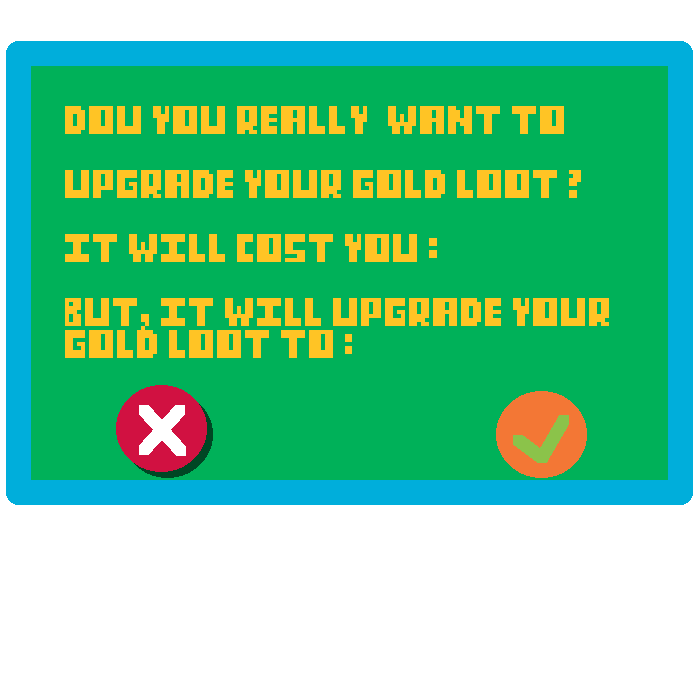 DOU YOU REALLY WANT TO
UPGRADE YOUR GOLD LOOT ?
IT WILL COST YOU :
BUT, IT WILL UPGRADE YOUR
GOLD LOOT TO :